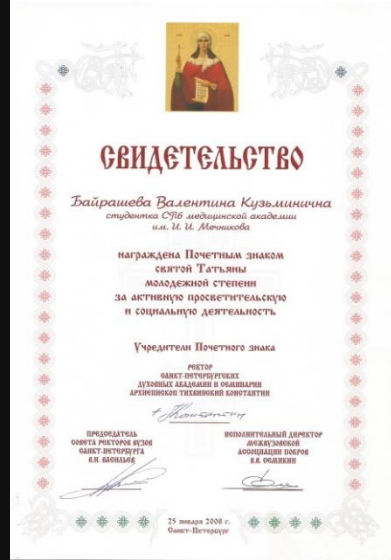 СВИДЕТЕЛЬСТВО
Байрашева Валентина Кузьминична
студентка СПб медицинской академии
им. И. И. Мечникова
награждена Почетным знаком
святой Татьяны
молодежной степени
за активную просветительскую
и социальную деятельность
Учредители Почетного знака
РЕКТОР
САНКТ-ПЕТЕРБУРГСКИХ
ДУХОВНЫХ АКАДЕМИИ И СЕМИНАРИИ
АРХИЕПИСКОП ТИХВИНСКИЙ КОНСТАНТИН
ПРЕДСЕДАТЕЛЬ
СОВЕТА РЕКТОРОВ ВУЗОВ
САНКТ-ПЕТЕРБУРГА
В.Н. ВАСИЛЬЕВ
ИСПОЛНИТЕЛЬНЫЙ ДИРЕКТОР
МЕЖВУЗОВСКОЙ
АССОЦИАЦИИ ПОКРОВ
В.В. СЕМИКИН
25 января 2008 г.
Санкт-Петербург